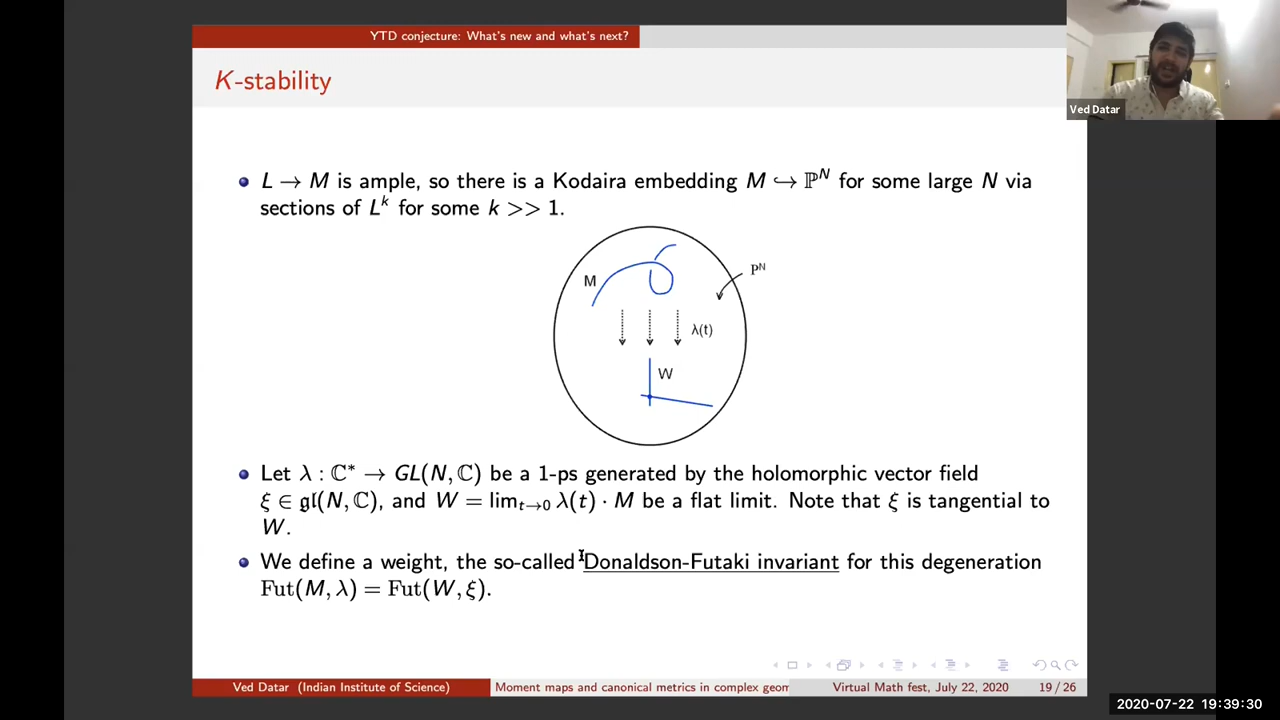 YTD conjecture: What's new and what's next?
K-stability
Ved Datar
L → M is ample, so there is a Kodaira embedding M ↪ ℙᴺ for some large N via
sections of Lᵏ for some k >> 1.
M
Pᴺ
λ(t)
W
Let λ : ℂ* → GL(N, ℂ) be a 1-ps generated by the holomorphic vector field
ξ ∈ 𝔤𝔩(N, ℂ), and W = limₜ→₀ λ(t) · M be a flat limit. Note that ξ is tangential to
W.
We define a weight, the so-called Donaldson-Futaki invariant for this degeneration
Fut(M, λ) = Fut(W, ξ).
Ved Datar (Indian Institute of Science) Moment maps and canonical metrics in complex geom Virtual Math fest, July 22, 2020 19 / 26
2020-07-22 19:39:30